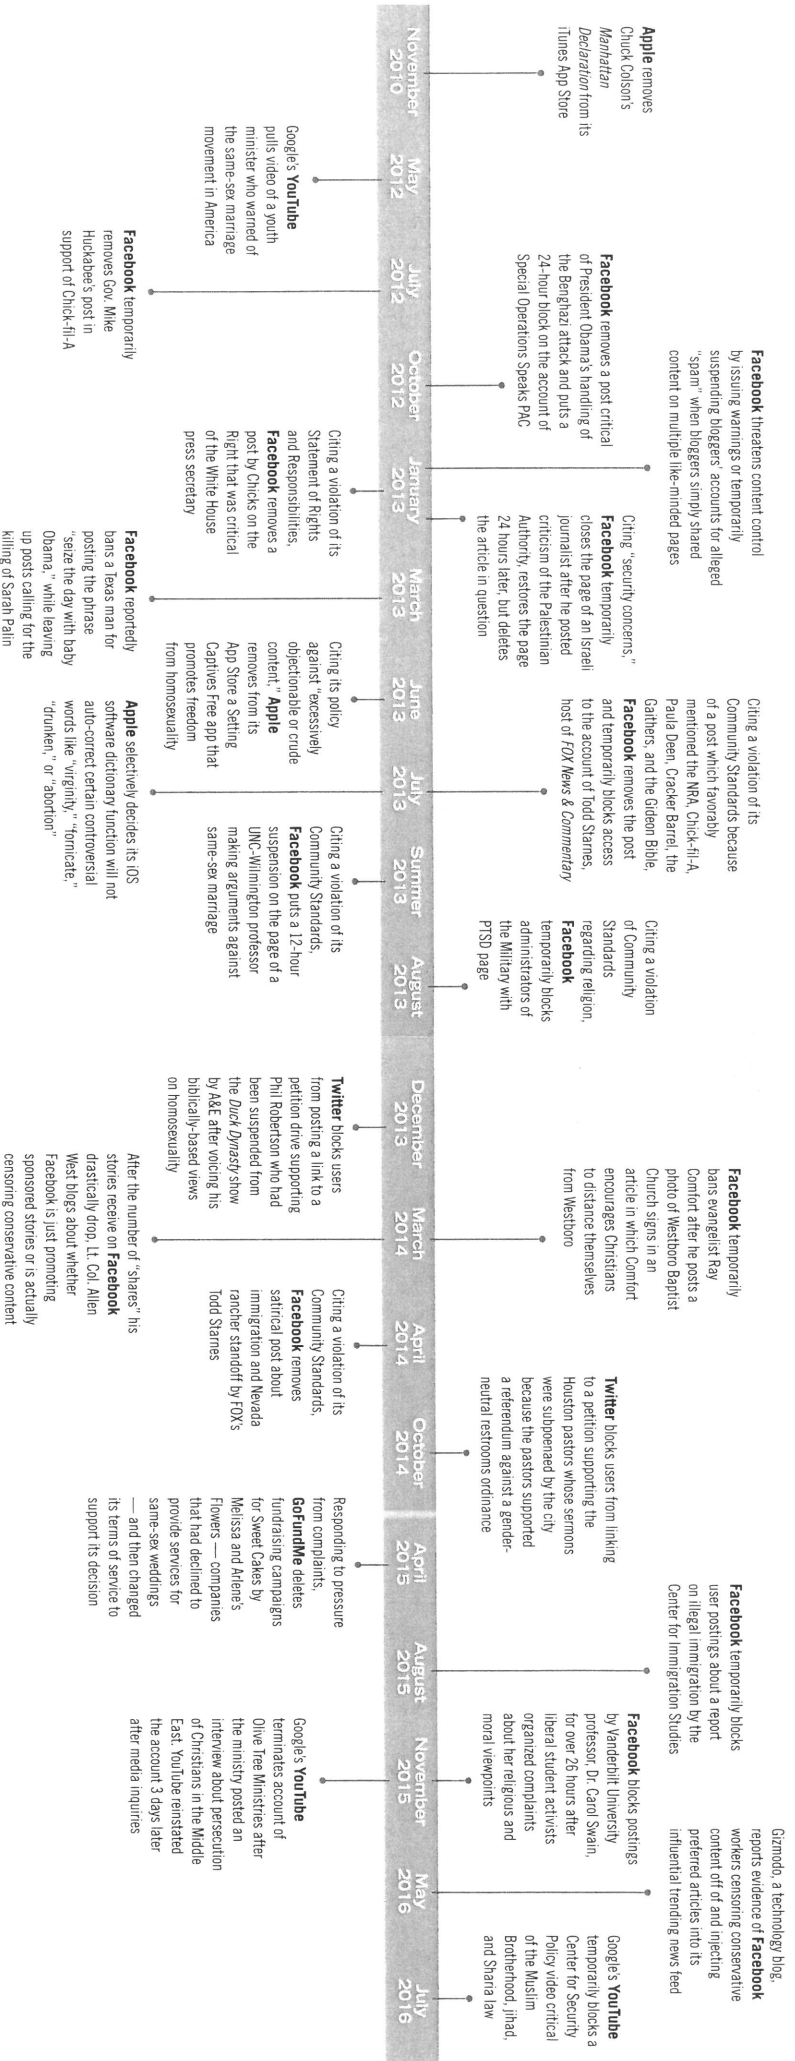 Apple removes
Chuck Colson's
Manhattan
Declaration from its
iTunes App Store
November
2010
Google's YouTube
pulls video of a youth
minister who warned of
the same-sex marriage
movement in America
May
2012
Facebook temporarily
removes Gov. Mike
Huckabee's post in
support of Chick-fil-A
July
2012
Facebook removes a post critical
of President Obama's handling of
the Benghazi attack and puts a
24-hour block on the account of
Special Operations Speaks PAC
October
2012
Facebook threatens content control
by issuing warnings or temporarily
suspending bloggers' accounts for alleged
"spam" when bloggers simply shared
content on multiple like-minded pages
January
2013
Citing a violation of its
Statement of Rights
and Responsibilities,
Facebook removes a
post by Chicks on the
Right that was critical
of the White House
press secretary
Citing "security concerns,"
Facebook temporarily
closes the page of an Israeli
journalist after he posted
criticism of the Palestinian
Authority, restores the page
24 hours later, but deletes
the article in question
March
2013
Facebook reportedly
bans a Texas man for
posting the phrase
"seize the day with baby
Obama," while leaving
up posts calling for the
killing of Sarah Palin
June
2013
Citing its policy
against "excessively
objectionable or crude
content," Apple
removes from its
App Store a Setting
Captives Free app that
promotes freedom
from homosexuality
July
2013
Citing a violation of its
Community Standards because
of a post which favorably
mentioned the NRA, Chick-fil-A,
Paula Deen, Cracker Barrel, the
Gaithers, and the Gideon Bible,
Facebook removes the post
and temporarily blocks access
to the account of Todd Starnes,
host of FOX News & Commentary
Apple selectively decides its iOS
software dictionary function will not
auto-correct certain controversial
words like "virginity," "fornicate,"
"drunken," or "abortion"
Summer
2013
Citing a violation of its
Community Standards,
Facebook puts a 12-hour
suspension on the page of a
UNC-Wilmington professor
making arguments against
same-sex marriage
August
2013
Citing a violation
of Community
Standards
regarding religion,
Facebook
temporarily blocks
administrators of
the Military with
PTSD page
December
2013
Twitter blocks users
from posting a link to a
petition drive supporting
Phil Robertson who had
been suspended from
the Duck Dynasty show
by A&E after voicing his
biblically-based views
on homosexuality
March
2014
Facebook temporarily
bans evangelist Ray
Comfort after he posts a
photo of Westboro Baptist
Church signs in an
article in which Comfort
encourages Christians
to distance themselves
from Westboro
After the number of "shares" his
stories receive on Facebook
drastically drop, Lt. Col. Allen
West blogs about whether
Facebook is just promoting
sponsored stories or is actually
censoring conservative content
April
2014
Citing a violation of its
Community Standards,
Facebook removes
satirical post about
immigration and Nevada
rancher standoff by FOX's
Todd Starnes
October
2014
Twitter blocks users from linking
to a petition supporting the
Houston pastors whose sermons
were subpoenaed by the city
because the pastors supported
a referendum against a gender-
neutral restrooms ordinance
April
2015
Responding to pressure
from complaints,
GoFundMe deletes
fundraising campaigns
for Sweet Cakes by
Melissa and Arlene's
Flowers — companies
that had declined to
provide services for
same-sex weddings
— and then changed
its terms of service to
support its decision
August
2015
Facebook temporarily blocks
user postings about a report
on illegal immigration by the
Center for Immigration Studies
November
2015
Facebook blocks postings
by Vanderbilt University
professor, Dr. Carol Swain,
for over 26 hours after
liberal student activists
organized complaints
about her religious and
moral viewpoints
Google's YouTube
terminates account of
Olive Tree Ministries after
the ministry posted an
interview about persecution
of Christians in the Middle
East. YouTube reinstated
the account 3 days later
after media inquiries
May
2016
Gizmodo, a technology blog,
reports evidence of Facebook
workers censoring conservative
content off of and injecting
preferred articles into its
influential trending news feed
July
2016
Google's YouTube
temporarily blocks a
Center for Security
Policy video critical
of the Muslim
Brotherhood, jihad,
and Sharia law